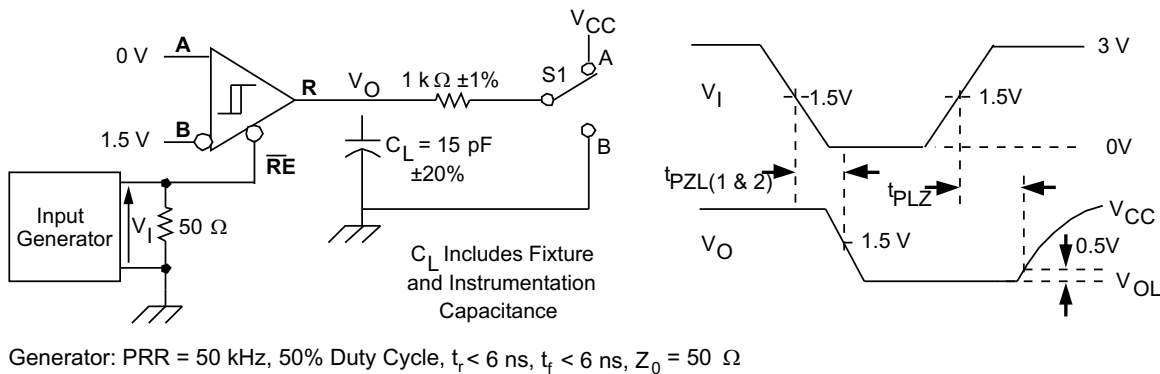 0 V
A
1.5 V
B
R
RE
V_O
1 k Ω ±1%
S1
V_CC
A
B
C_L = 15 pF
±20%
Input
Generator
V_I
50 Ω
C_L Includes Fixture
and Instrumentation
Capacitance
V_I
3 V
1.5V
1.5V
0V
t_PZL(1 & 2)
t_PLZ
V_O
1.5 V
V_CC
0.5V
V_OL
Generator: PRR = 50 kHz, 50% Duty Cycle, t_r < 6 ns, t_f < 6 ns, Z_0 = 50 Ω